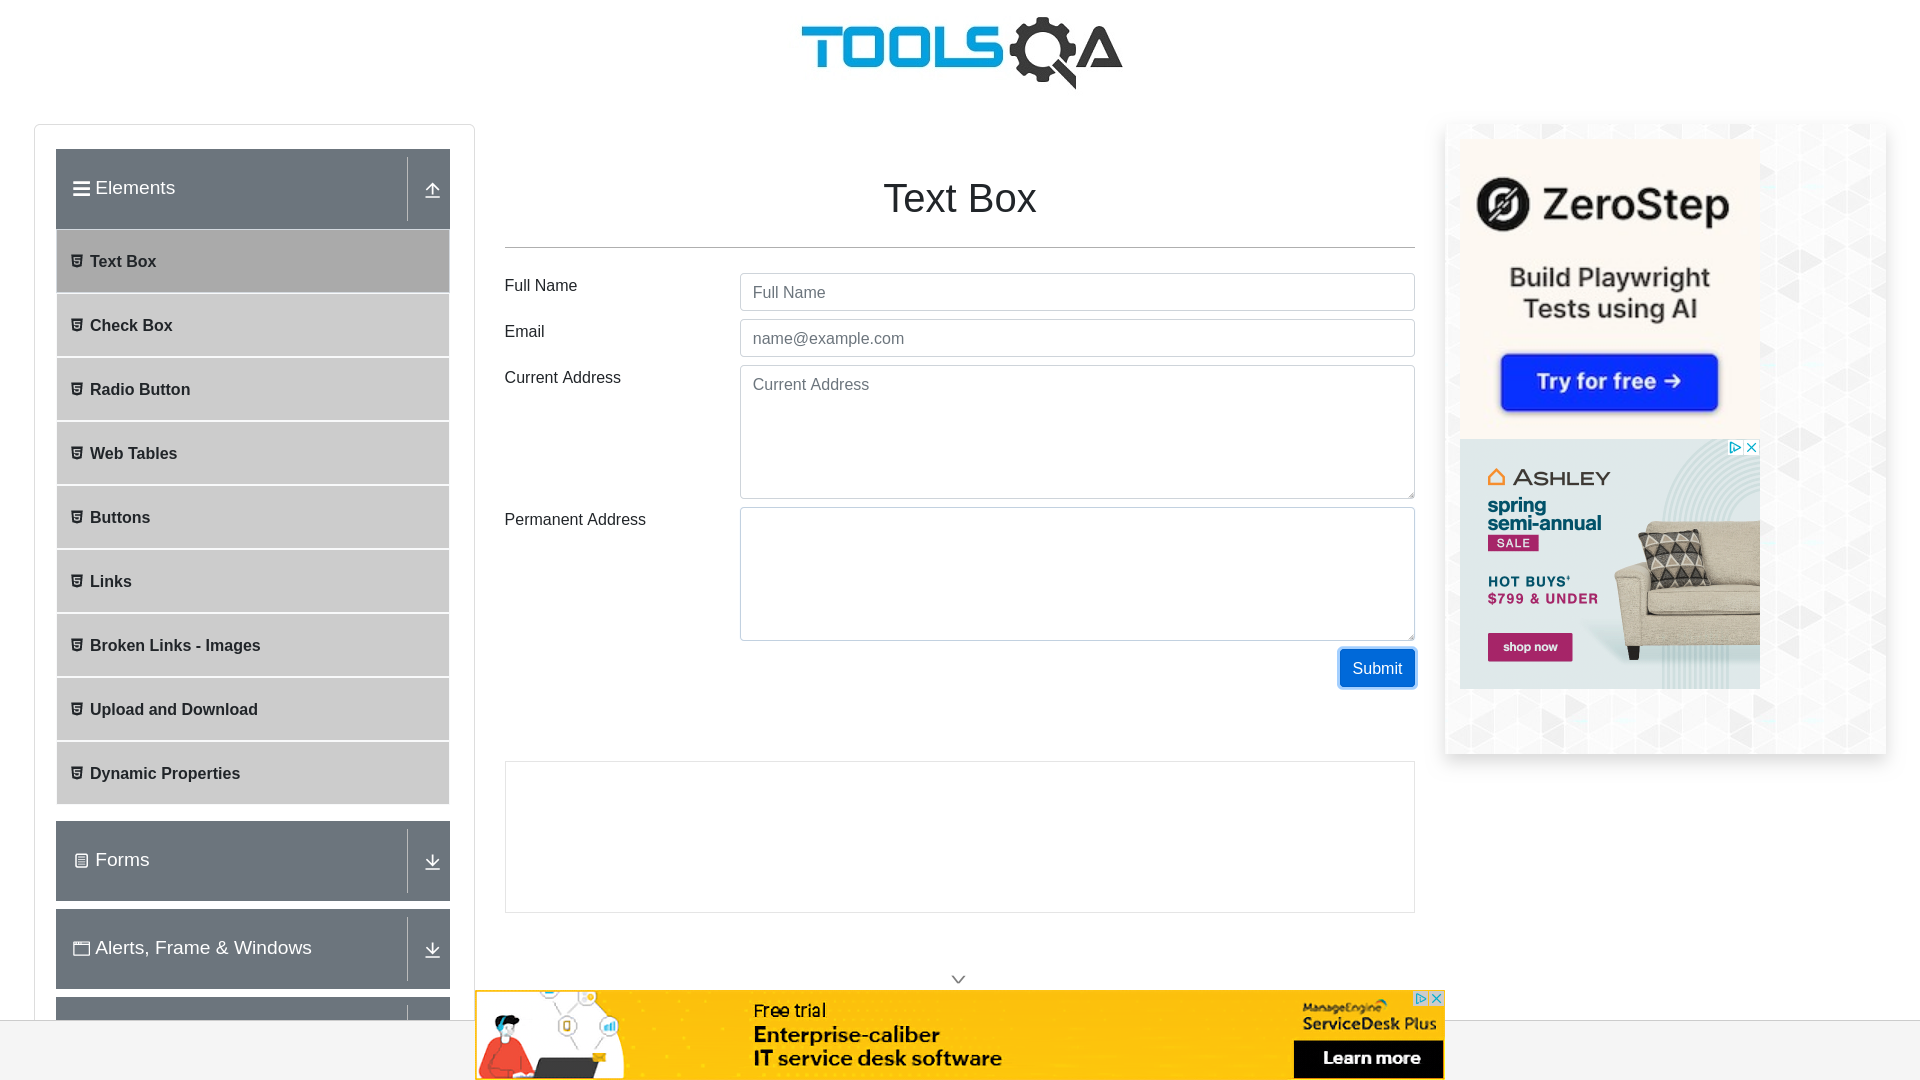 TOOLSQA
Elements
Text Box
Check Box
Radio Button
Web Tables
Buttons
Links
Broken Links - Images
Upload and Download
Dynamic Properties
Forms
Alerts, Frame & Windows
Text Box
Full Name
Full Name
Email
name@example.com
Current Address
Current Address
Permanent Address
Submit
ZeroStep
Build Playwright
Tests using AI
Try for free →
ASHLEY
spring
semi-annual
SALE
HOT BUYS‡
$799 & UNDER
shop now
Free trial
Enterprise-caliber
IT service desk software
ManageEngine
ServiceDesk Plus
Learn more